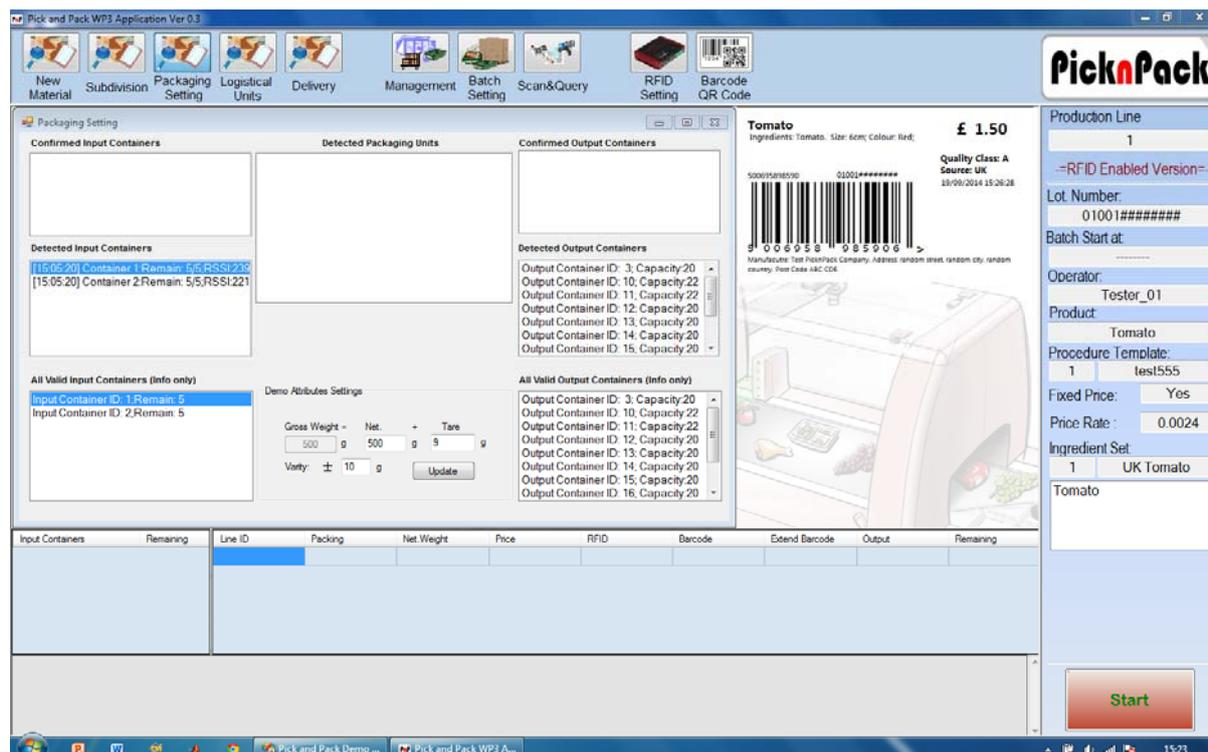 Pick and Pack WP3 Application Ver 0.3
New Material
Subdivision
Packaging Setting
Logistical Units
Delivery
Management
Batch Setting
Scan&Query
RFID Setting
Barcode QR Code
PicknPack
Packaging Setting
Confirmed Input Containers
Detected Packaging Units
Confirmed Output Containers
Detected Input Containers
[15:05:20] Container 1:Remain: 5/5;RSSI:239
[15:05:20] Container 2:Remain: 5/5;RSSI:221
Detected Output Containers
Output Container ID: 3; Capacity:20
Output Container ID: 10; Capacity:22
Output Container ID: 11; Capacity:22
Output Container ID: 12; Capacity:20
Output Container ID: 13; Capacity:20
Output Container ID: 14; Capacity:20
Output Container ID: 15; Capacity:20
All Valid Input Containers (Info only)
Input Container ID: 1;Remain: 5
Input Container ID: 2;Remain: 5
Demo Attributes Settings
Gross Weight = Net. + Tare
500 g 500 g 9 g
Varity: ± 10 g
Update
All Valid Output Containers (Info only)
Output Container ID: 3; Capacity:20
Output Container ID: 10; Capacity:22
Output Container ID: 11; Capacity:22
Output Container ID: 12; Capacity:20
Output Container ID: 13; Capacity:20
Output Container ID: 14; Capacity:20
Output Container ID: 15; Capacity:20
Output Container ID: 16; Capacity:20
Tomato
£ 1.50
Ingredients: Tomato. Size: 6cm; Colour: Red;
Quality Class: A
Source: UK
19/09/2014 15:26:28
500695898590 01001########
9 006958 985906 >
Manufacutre: Test PicknPack Company. Address: random street, random city, random country. Post Code ABC CDE
Production Line
1
-=RFID Enabled Version=-
Lot Number:
01001########
Batch Start at:
-------
Operator:
Tester_01
Product:
Tomato
Procedure Template:
1 test555
Fixed Price: Yes
Price Rate : 0.0024
Ingredient Set:
1 UK Tomato
Tomato
Start
Input Containers Remaining
Line ID Packing Net.Weight Price RFID Barcode Extend Barcode Output Remaining
Pick and Pack Demo ...
Pick and Pack WP3 A...
15:23